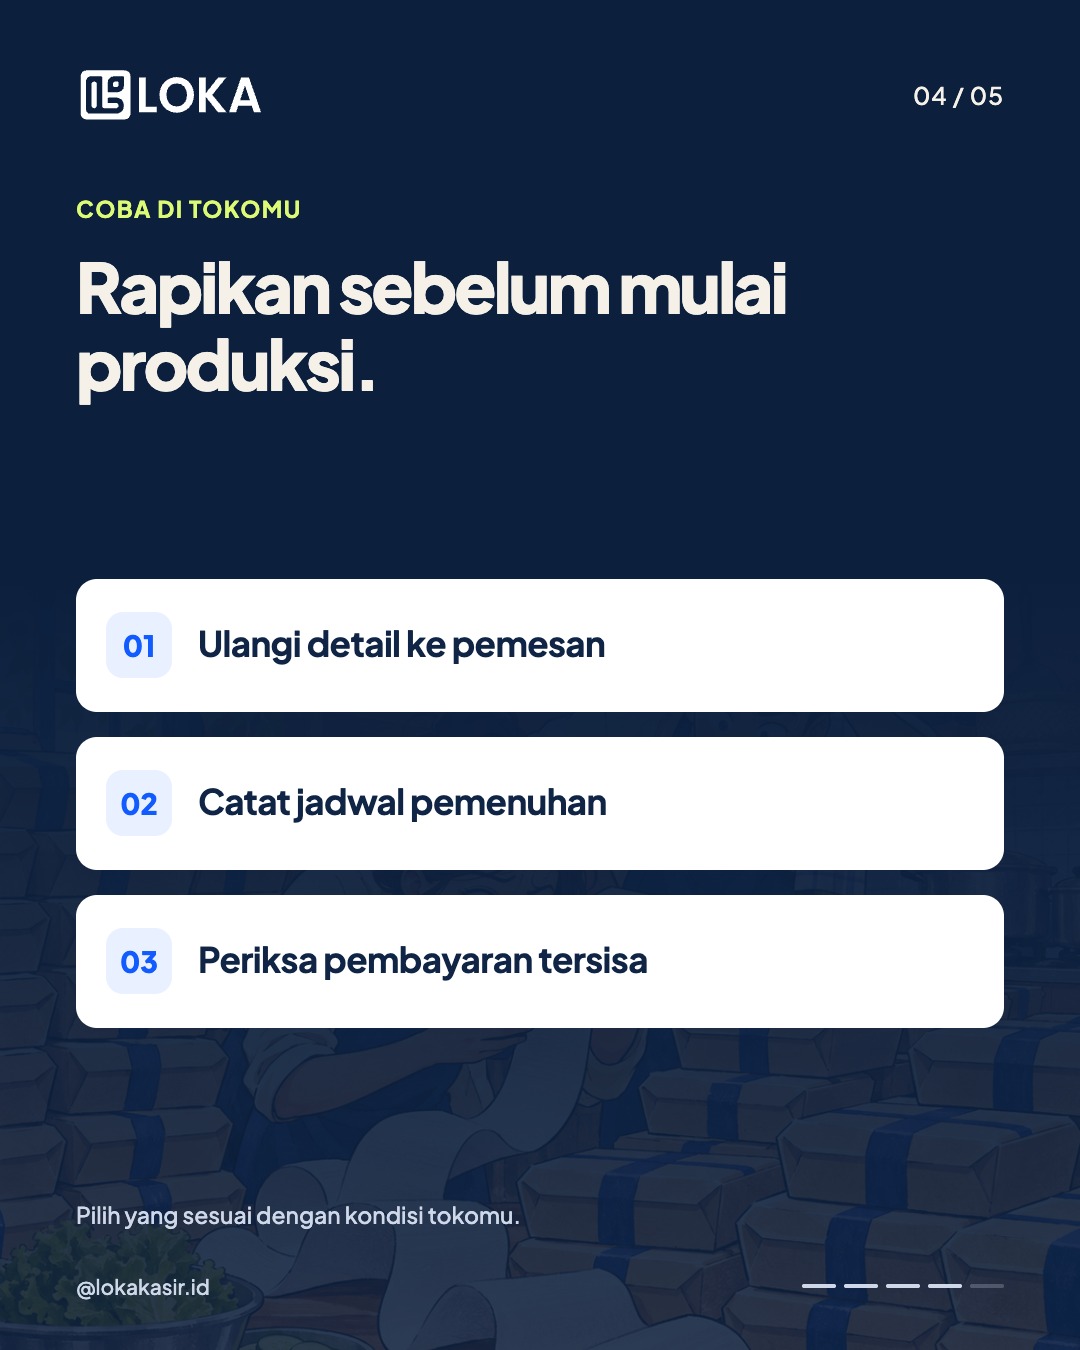 LOKA
04 / 05
COBA DI TOKOMU
Rapikan sebelum mulai
produksi.
01 Ulangi detail ke pemesan
02 Catat jadwal pemenuhan
03 Periksa pembayaran tersisa
Pilih yang sesuai dengan kondisi tokomu.
@lokakasir.id